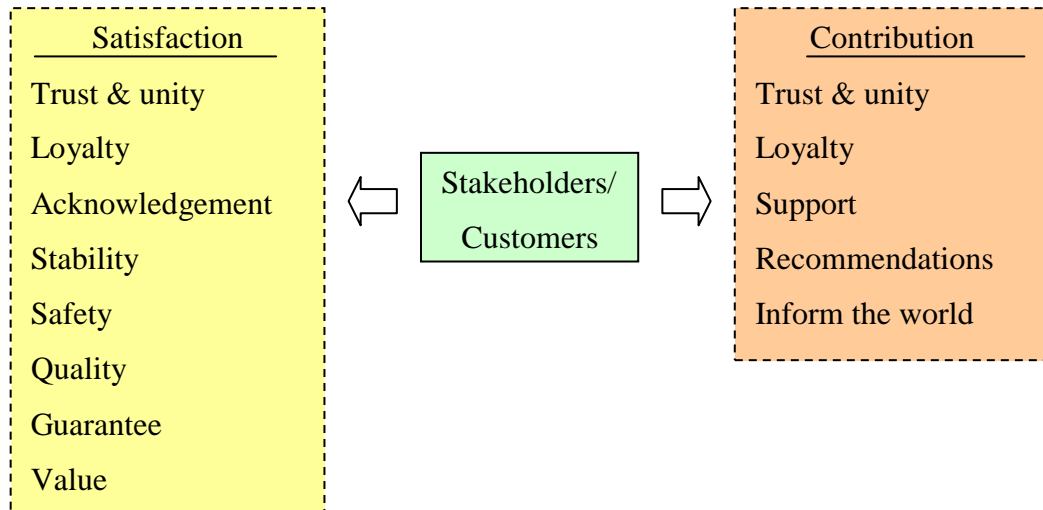 Satisfaction
Trust & unity
Loyalty
Acknowledgement
Stability
Safety
Quality
Guarantee
Value
Stakeholders/
Customers
Contribution
Trust & unity
Loyalty
Support
Recommendations
Inform the world